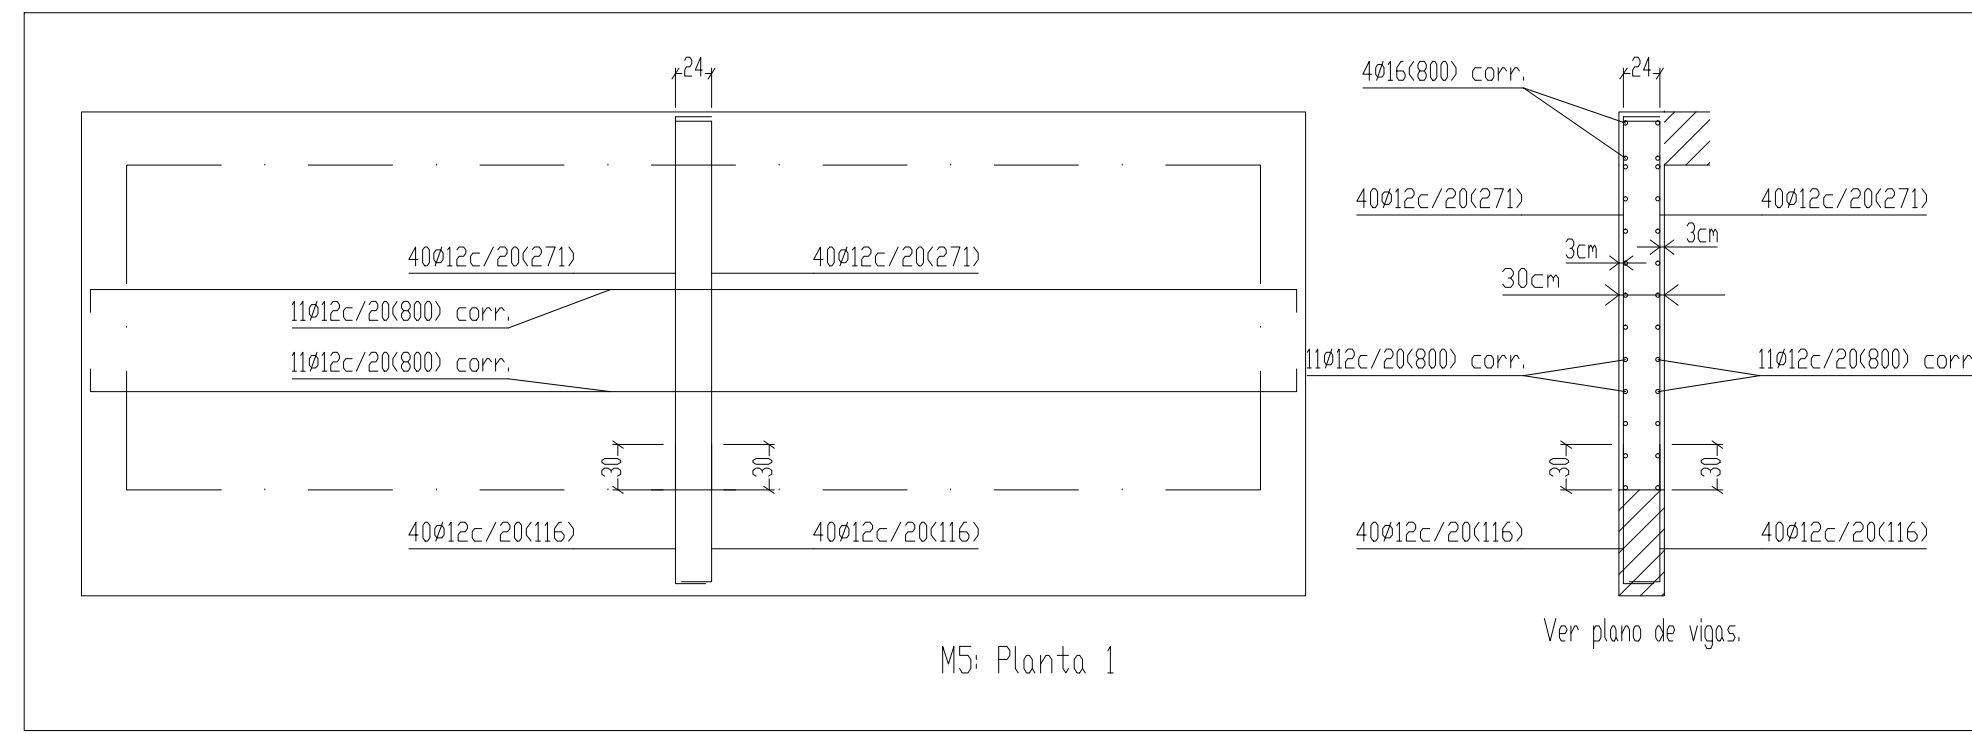 24
40ø12c/20(271)
40ø12c/20(271)
11ø12c/20(800) corr.
11ø12c/20(800) corr.
30
30
40ø12c/20(116)
40ø12c/20(116)
M5: Planta 1
4ø16(800) corr.
24
40ø12c/20(271)
40ø12c/20(271)
3cm
3cm
30cm
11ø12c/20(800) corr.
11ø12c/20(800) corr
30
30
40ø12c/20(116)
40ø12c/20(116)
Ver plano de vigas.